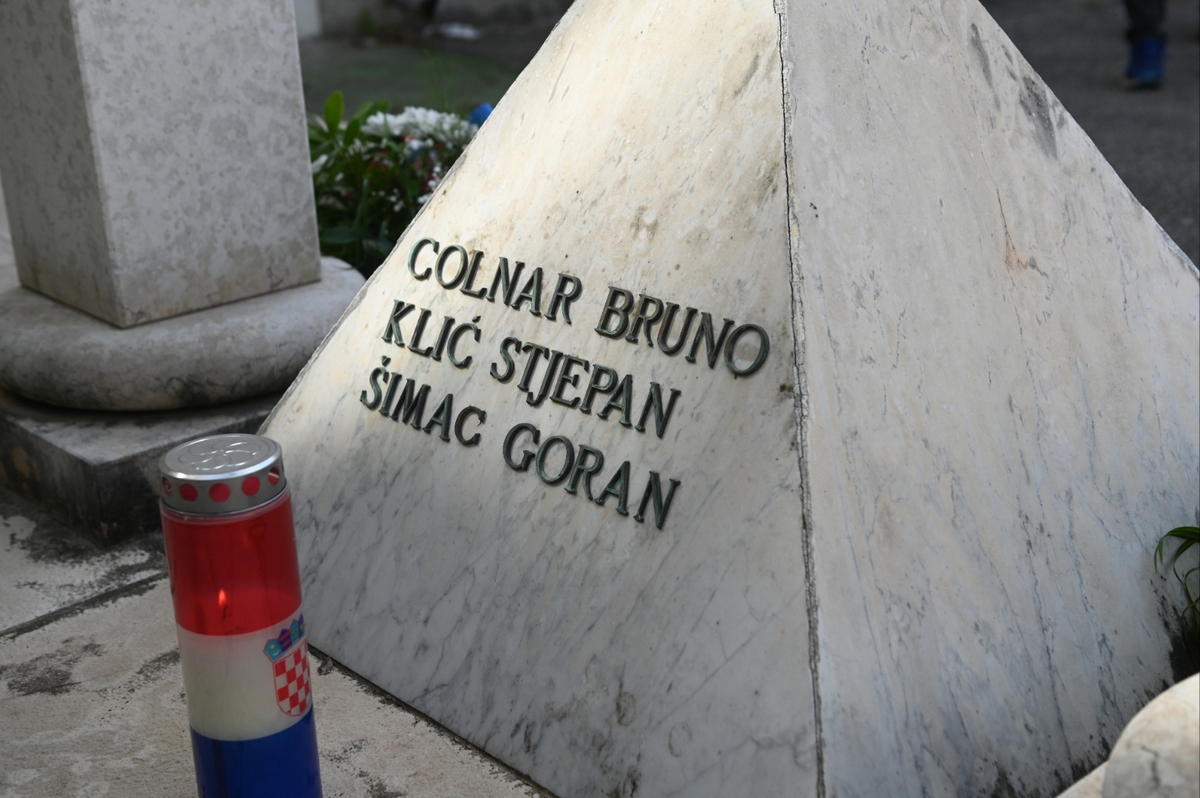 COLNAR BRUNO
KLIĆ STJEPAN
ŠIMAC GORAN